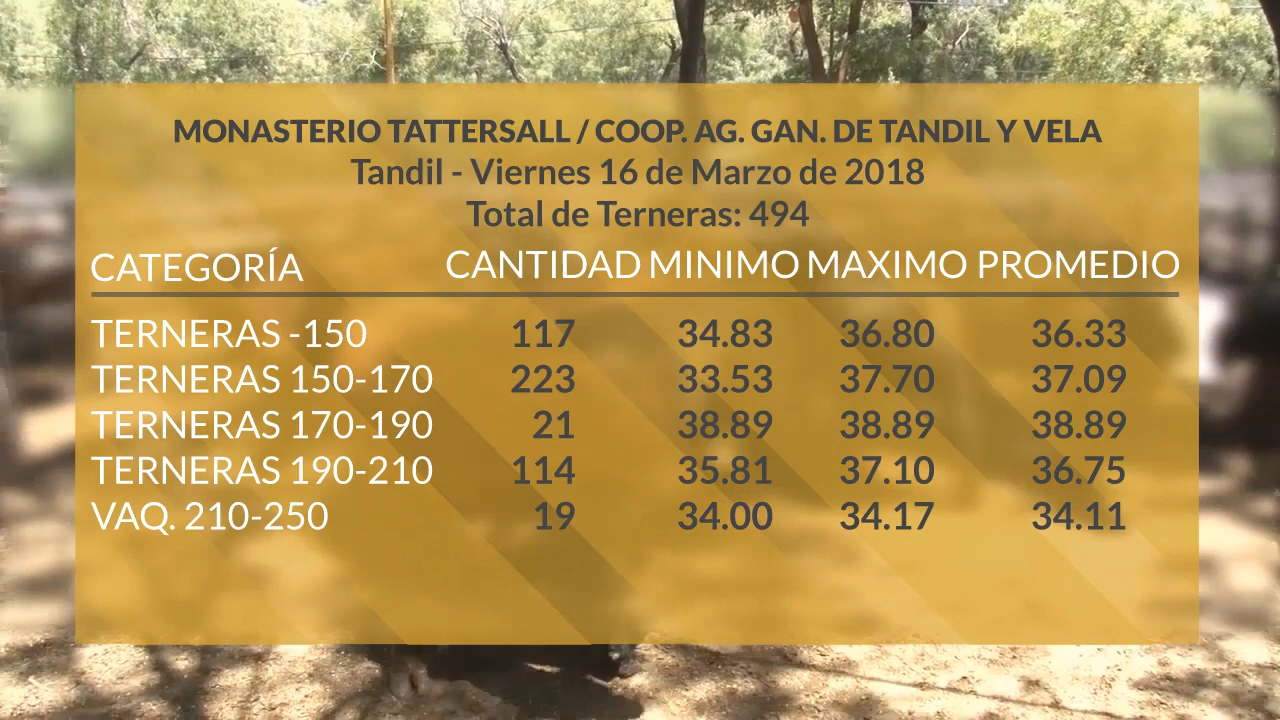 MONASTERIO TATTERSALL / COOP. AG. GAN. DE TANDIL Y VELA
Tandil - Viernes 16 de Marzo de 2018
Total de Terneras: 494
CATEGORÍA CANTIDAD MINIMO MAXIMO PROMEDIO
TERNERAS -150 117 34.83 36.80 36.33
TERNERAS 150-170 223 33.53 37.70 37.09
TERNERAS 170-190 21 38.89 38.89 38.89
TERNERAS 190-210 114 35.81 37.10 36.75
VAQ. 210-250 19 34.00 34.17 34.11